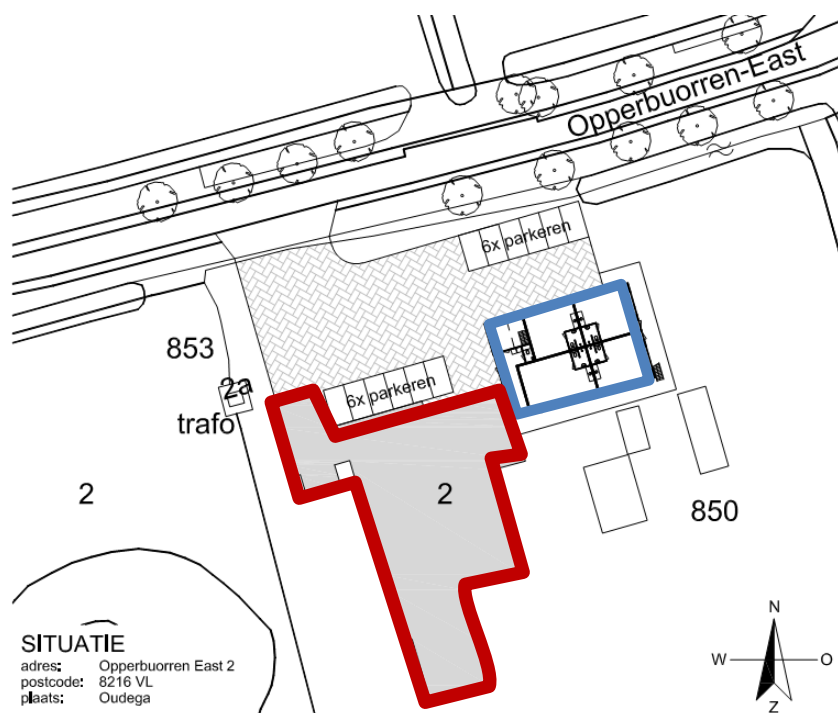 Opperbuorren-East
6x parkeren
853
2a
6x parkeren
trafo
2
2
850
SITUATIE
adres: Opperbuorren East 2
postcode: 8216 VL
plaats: Oudega
N
W
O
Z